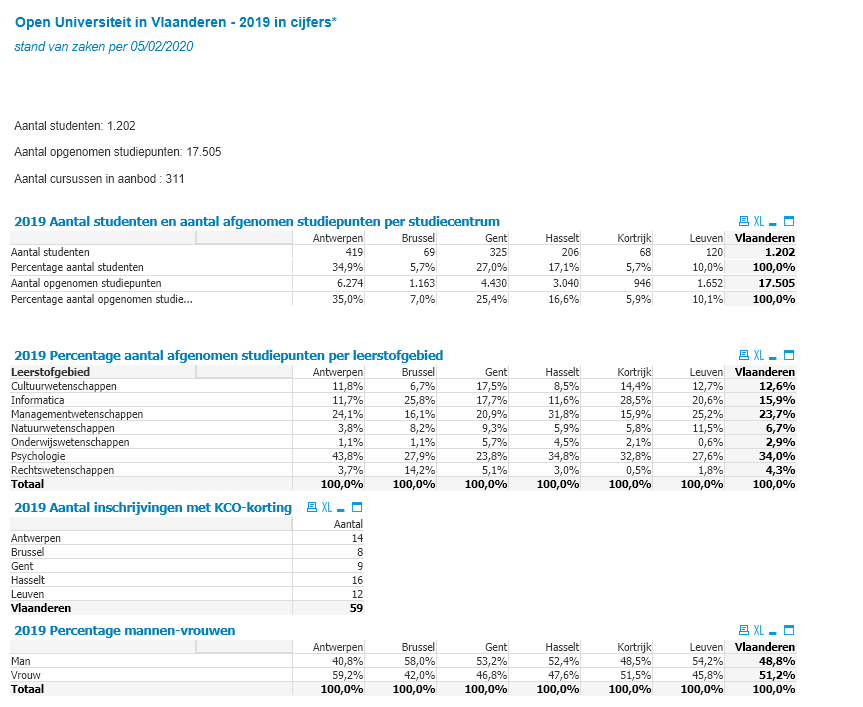 Open Universiteit in Vlaanderen - 2019 in cijfers*
stand van zaken per 05/02/2020
Aantal studenten: 1.202
Aantal opgenomen studiepunten: 17.505
Aantal cursussen in aanbod : 311
2019 Aantal studenten en aantal afgenomen studiepunten per studiecentrum XL
Antwerpen Brussel Gent Hasselt Kortrijk Leuven Vlaanderen
Aantal studenten 419 69 325 206 68 120 1.202
Percentage aantal studenten 34,9% 5,7% 27,0% 17,1% 5,7% 10,0% 100,0%
Aantal opgenomen studiepunten 6.274 1.163 4.430 3.040 946 1.652 17.505
Percentage aantal opgenomen studie... 35,0% 7,0% 25,4% 16,6% 5,9% 10,1% 100,0%
2019 Percentage aantal afgenomen studiepunten per leerstofgebied XL
Leerstofgebied Antwerpen Brussel Gent Hasselt Kortrijk Leuven Vlaanderen
Cultuurwetenschappen 11,8% 6,7% 17,5% 8,5% 14,4% 12,7% 12,6%
Informatica 11,7% 25,8% 17,7% 11,6% 28,5% 20,6% 15,9%
Managementwetenschappen 24,1% 16,1% 20,9% 31,8% 15,9% 25,2% 23,7%
Natuurwetenschappen 3,8% 8,2% 9,3% 5,9% 5,8% 11,5% 6,7%
Onderwijswetenschappen 1,1% 1,1% 5,7% 4,5% 2,1% 0,6% 2,9%
Psychologie 43,8% 27,9% 23,8% 34,8% 32,8% 27,6% 34,0%
Rechtswetenschappen 3,7% 14,2% 5,1% 3,0% 0,5% 1,8% 4,3%
Totaal 100,0% 100,0% 100,0% 100,0% 100,0% 100,0% 100,0%
2019 Aantal inschrijvingen met KCO-korting XL
Aantal
Antwerpen 14
Brussel 8
Gent 9
Hasselt 16
Leuven 12
Vlaanderen 59
2019 Percentage mannen-vrouwen XL
Antwerpen Brussel Gent Hasselt Kortrijk Leuven Vlaanderen
Man 40,8% 58,0% 53,2% 52,4% 48,5% 54,2% 48,8%
Vrouw 59,2% 42,0% 46,8% 47,6% 51,5% 45,8% 51,2%
Totaal 100,0% 100,0% 100,0% 100,0% 100,0% 100,0% 100,0%